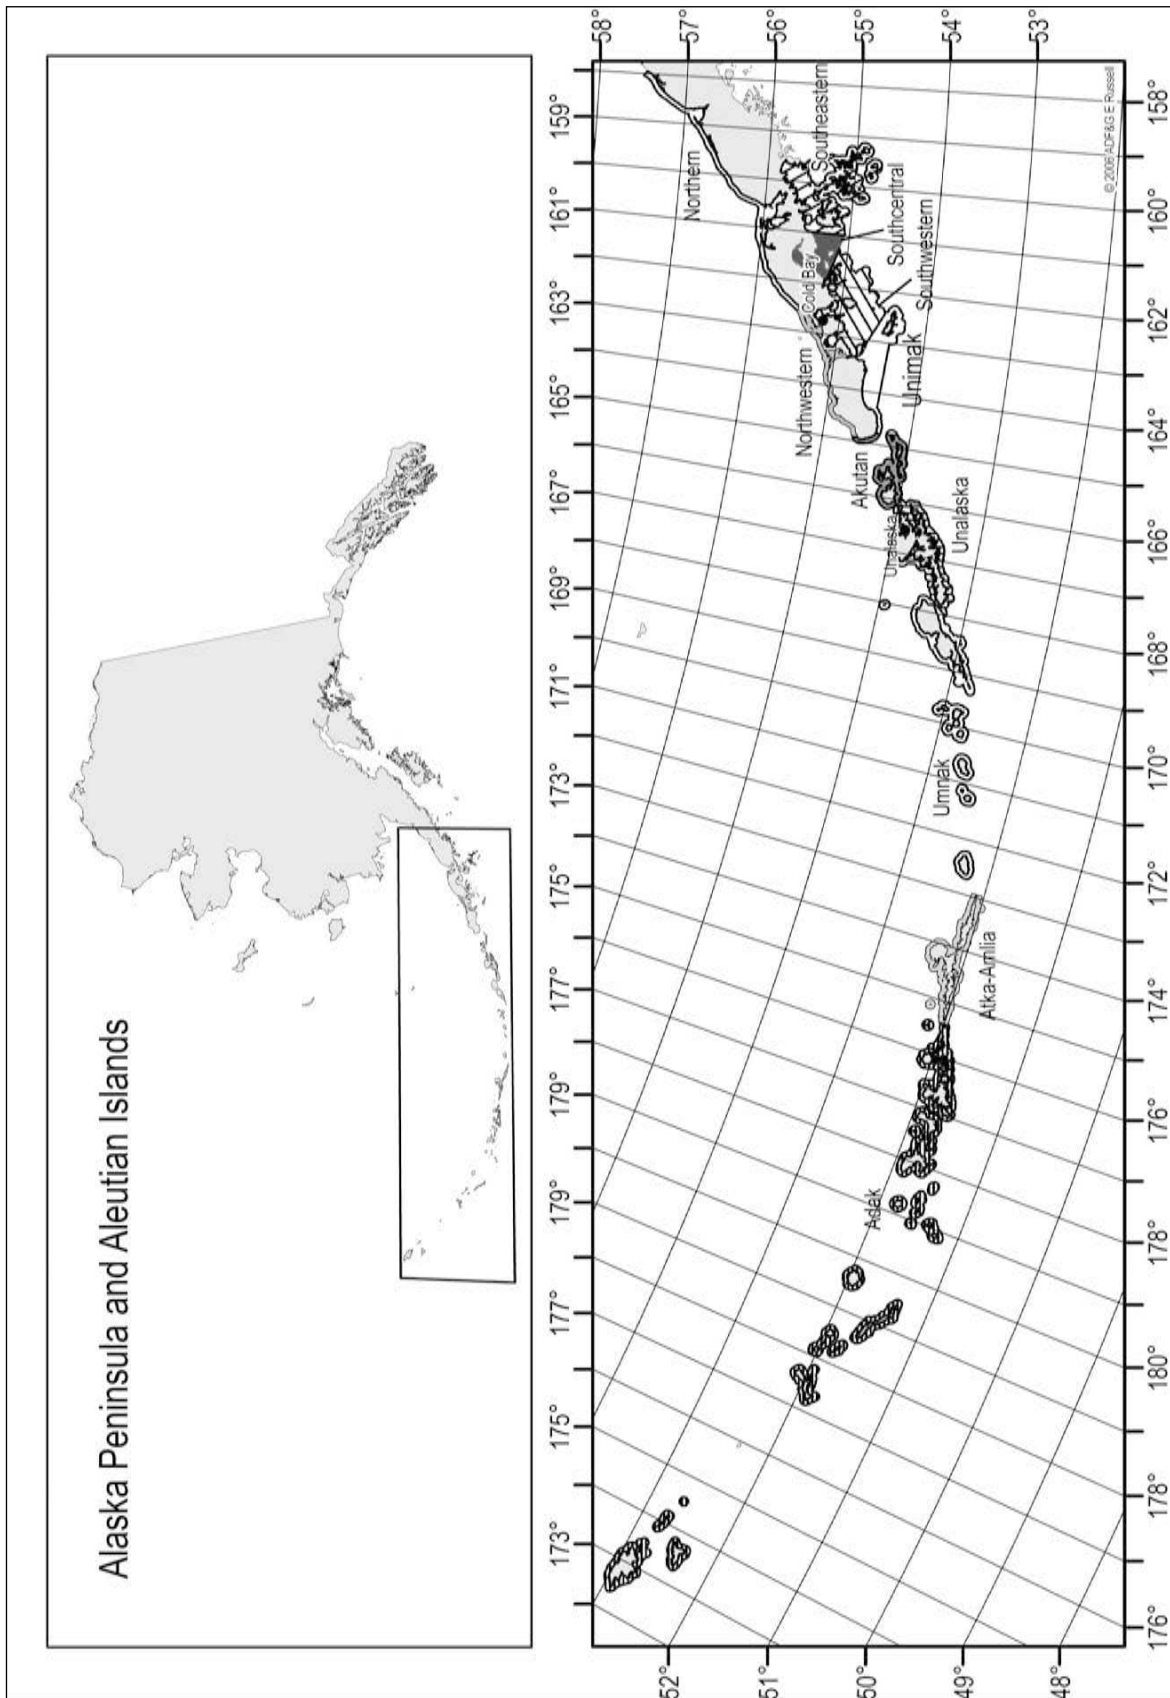 Alaska Peninsula and Aleutian Islands
173°
175°
177°
179°
179°
177°
175°
173°
171°
169°
167°
165°
163°
161°
159°
58°
57°
56°
55°
54°
53°
52°
51°
50°
49°
48°
Northern
Northwestern
Cold Bay
Southeastern
Southcentral
Southwestern
Unimak
Akutan
Unalaska
Unalaska
Umnak
Atka-Amlia
Adak
176°
178°
180°
178°
176°
174°
172°
170°
168°
166°
164°
162°
160°
158°
© 2006 ADF&G E Russell